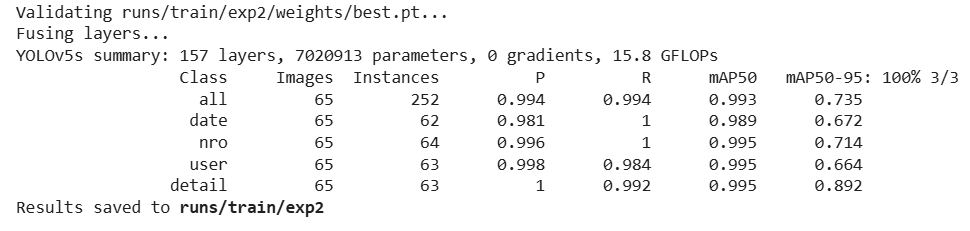 Validating runs/train/exp2/weights/best.pt...
Fusing layers...
YOLOv5s summary: 157 layers, 7020913 parameters, 0 gradients, 15.8 GFLOPs
Class Images Instances P R mAP50 mAP50-95: 100% 3/3
all 65 252 0.994 0.994 0.993 0.735
date 65 62 0.981 1 0.989 0.672
nro 65 64 0.996 1 0.995 0.714
user 65 63 0.998 0.984 0.995 0.664
detail 65 63 1 0.992 0.995 0.892
Results saved to runs/train/exp2